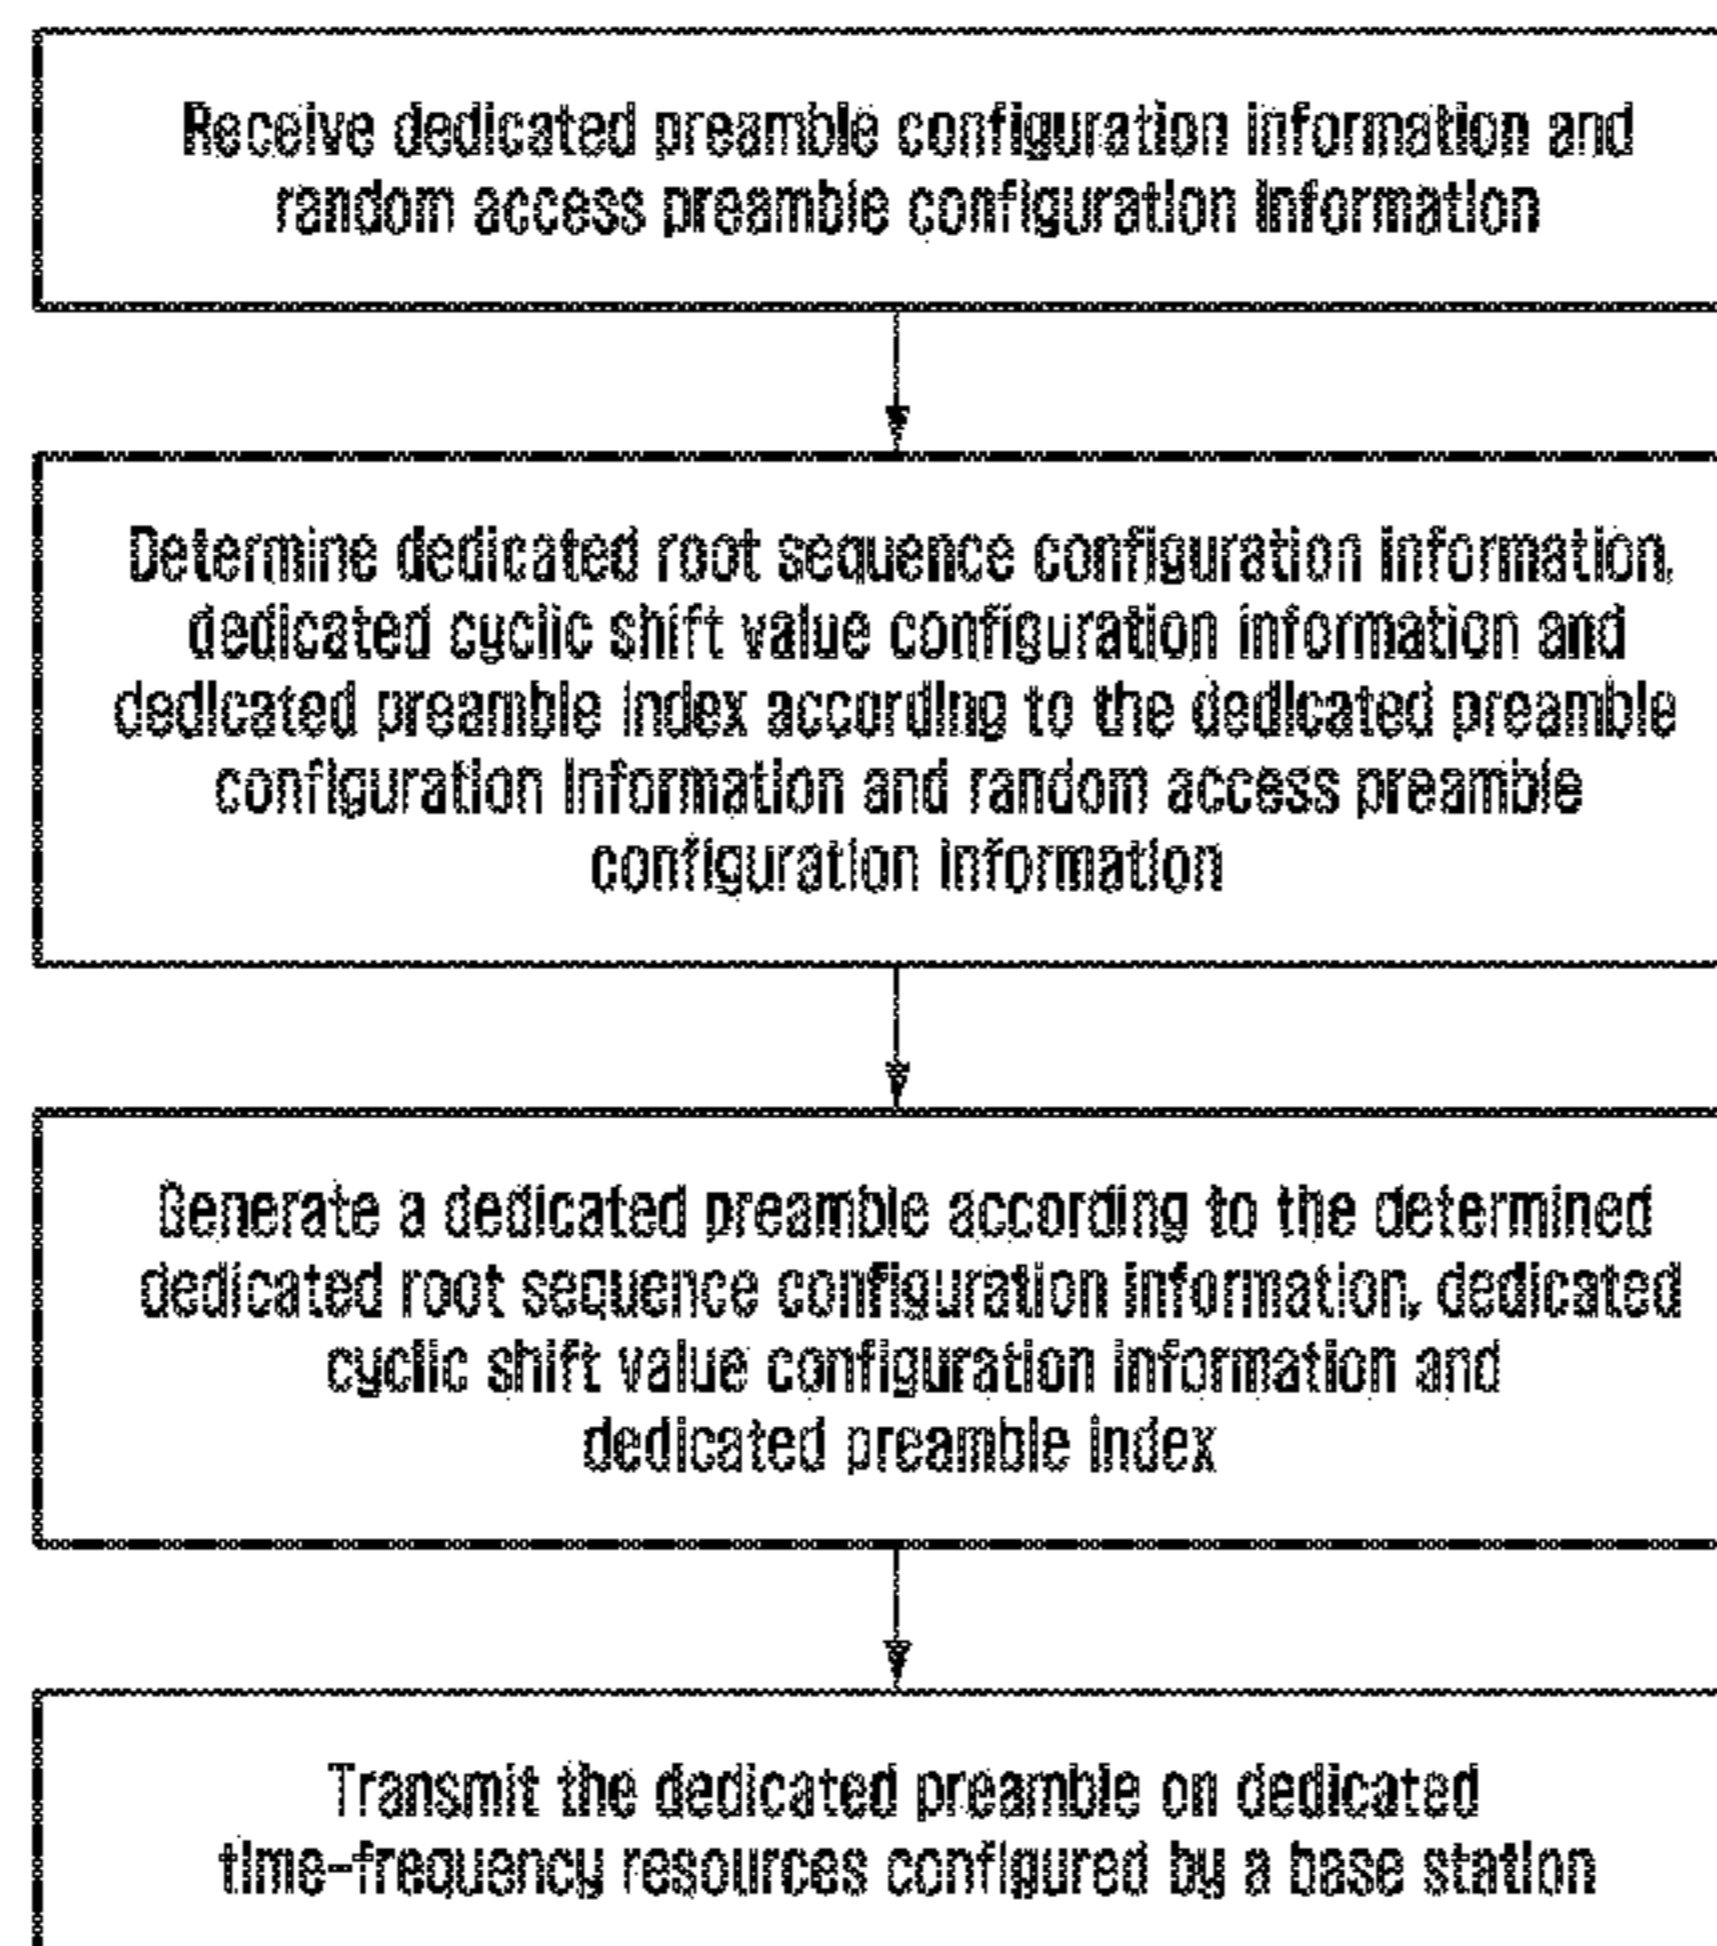 Receive dedicated preamble configuration information and
random access preamble configuration information
Determine dedicated root sequence configuration information,
dedicated cyclic shift value configuration information and
dedicated preamble index according to the dedicated preamble
configuration information and random access preamble
configuration information
Generate a dedicated preamble according to the determined
dedicated root sequence configuration information, dedicated
cyclic shift value configuration information and
dedicated preamble index
Transmit the dedicated preamble on dedicated
time-frequency resources configured by a base station